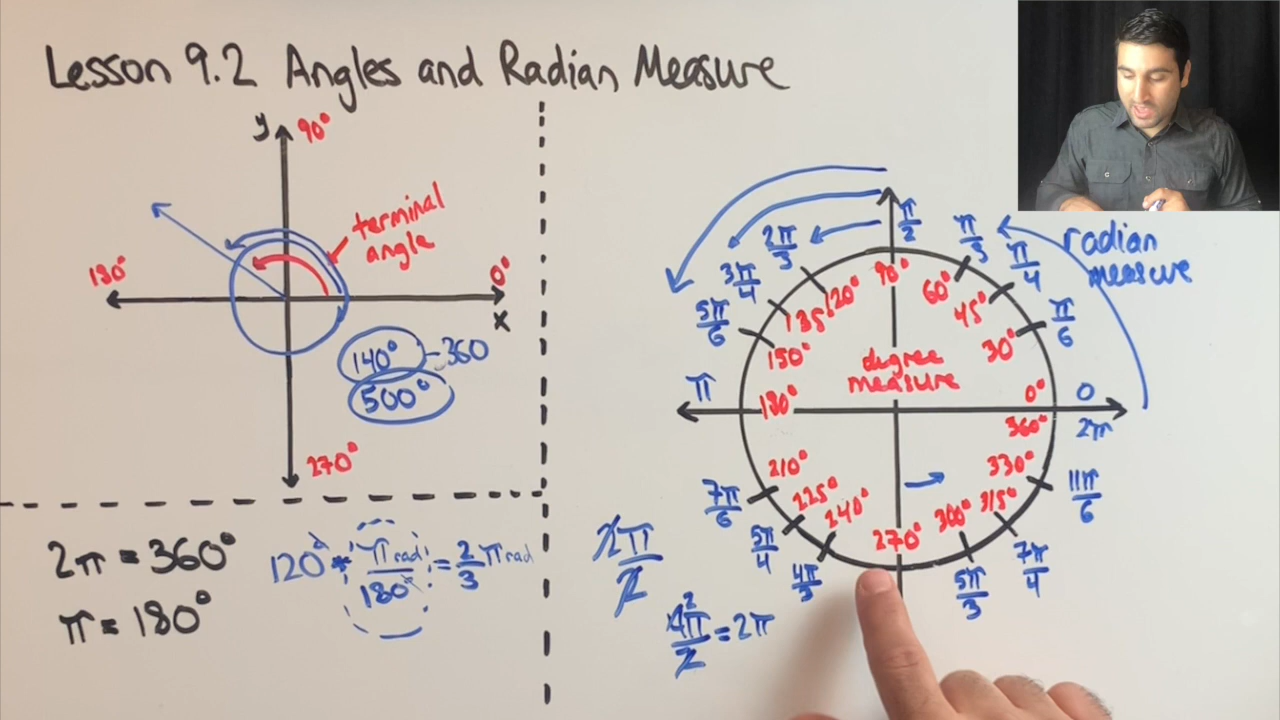 Lesson 9.2 Angles and Radian Measure
y
90°
terminal
angle
180°
0°
x
140° -360
500°
270°
2π = 360°
π = 180°
120° * π rad / 180° = 2/3 π rad
radian
measure
degree
measure
π/2
π/3
π/4
π/6
2π/3
3π/4
5π/6
π
90°
60°
45°
30°
0°
0
360°
2π
120°
135°
150°
180°
210°
225°
240°
270°
300°
315°
330°
7π/6
5π/4
4π/3
5π/3
7π/4
11π/6
2π/2
4π/2 2 = 2π